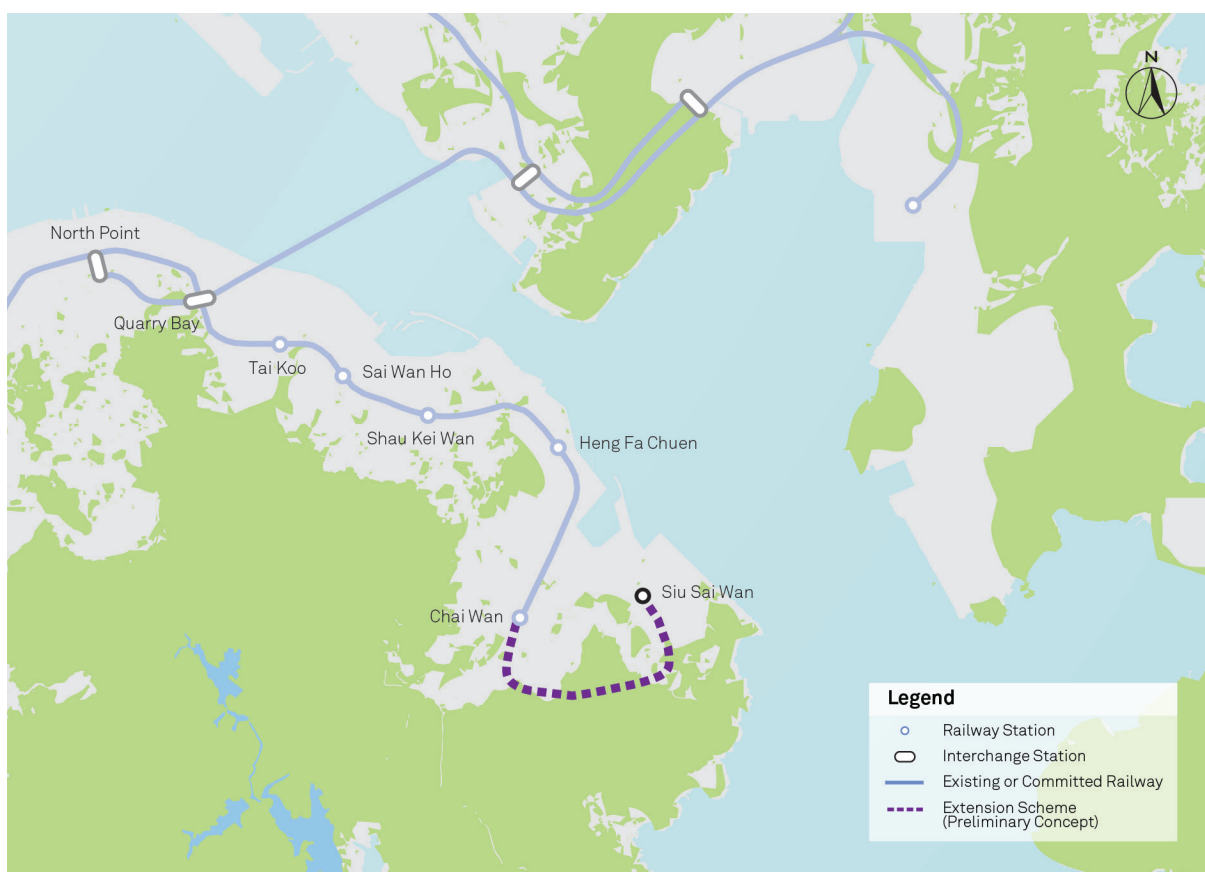 N
North Point
Quarry Bay
Tai Koo
Sai Wan Ho
Shau Kei Wan
Heng Fa Chuen
Siu Sai Wan
Chai Wan
Legend
Railway Station
Interchange Station
Existing or Committed Railway
Extension Scheme
(Preliminary Concept)